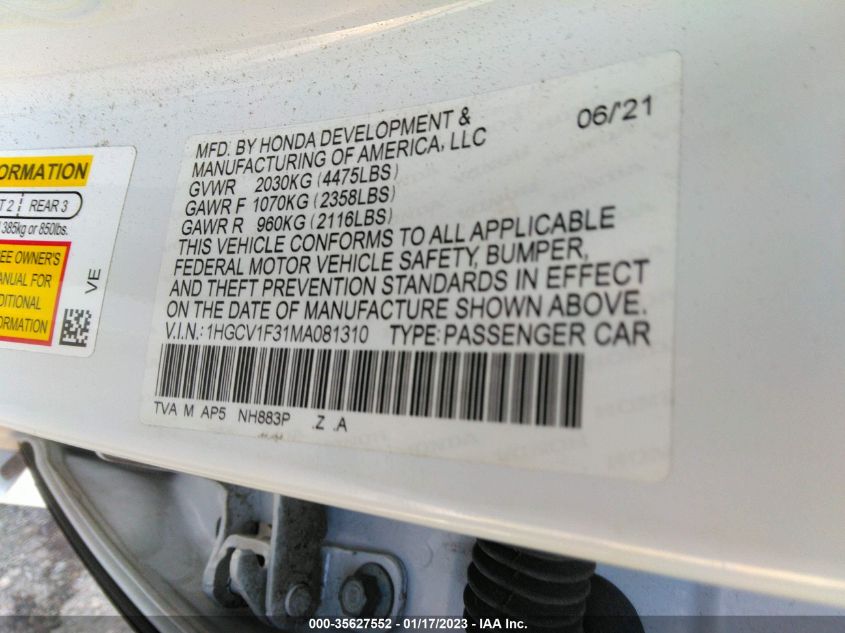 ORMATION
T 2 REAR 3
385kg or 850lbs.
EE OWNER'S
ANUAL FOR
DITIONAL
ORMATION
VE
06/'21
MFD. BY HONDA DEVELOPMENT &
MANUFACTURING OF AMERICA, LLC
GVWR 2030KG (4475LBS)
GAWR F 1070KG (2358LBS)
GAWR R 960KG (2116LBS)
THIS VEHICLE CONFORMS TO ALL APPLICABLE
FEDERAL MOTOR VEHICLE SAFETY, BUMPER,
AND THEFT PREVENTION STANDARDS IN EFFECT
ON THE DATE OF MANUFACTURE SHOWN ABOVE.
V.I.N.: 1HGCV1F31MA081310 TYPE: PASSENGER CAR
TVA M AP5 NH883P .Z .A
000-35627552 / 01/17/2023 - IAA Inc.